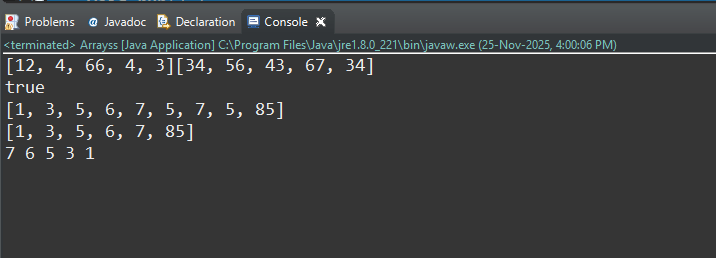 Problems Javadoc Declaration Console
<terminated> Arrayss [Java Application] C:\Program Files\Java\jre1.8.0_221\bin\javaw.exe (25-Nov-2025, 4:00:06 PM)
[12, 4, 66, 4, 3][34, 56, 43, 67, 34]
true
[1, 3, 5, 6, 7, 5, 7, 5, 85]
[1, 3, 5, 6, 7, 85]
7 6 5 3 1